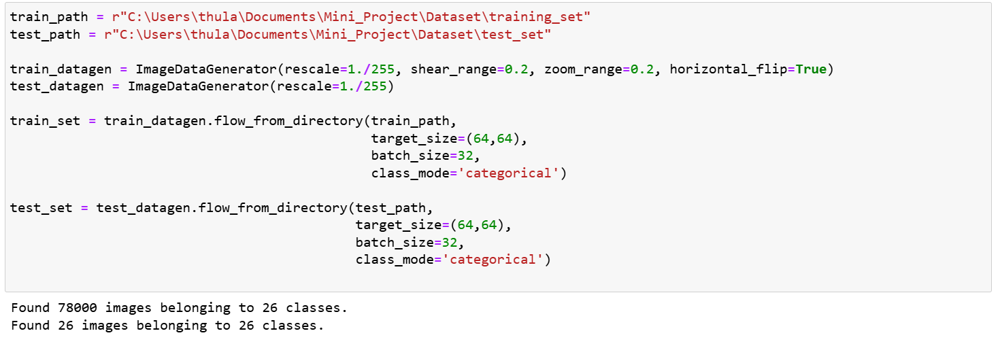 train_path = r"C:\Users\thula\Documents\Mini_Project\Dataset\training_set"
test_path = r"C:\Users\thula\Documents\Mini_Project\Dataset\test_set"
train_datagen = ImageDataGenerator(rescale=1./255, shear_range=0.2, zoom_range=0.2, horizontal_flip=True)
test_datagen = ImageDataGenerator(rescale=1./255)
train_set = train_datagen.flow_from_directory(train_path,
target_size=(64,64),
batch_size=32,
class_mode='categorical')
test_set = test_datagen.flow_from_directory(test_path,
target_size=(64,64),
batch_size=32,
class_mode='categorical')
Found 78000 images belonging to 26 classes.
Found 26 images belonging to 26 classes.